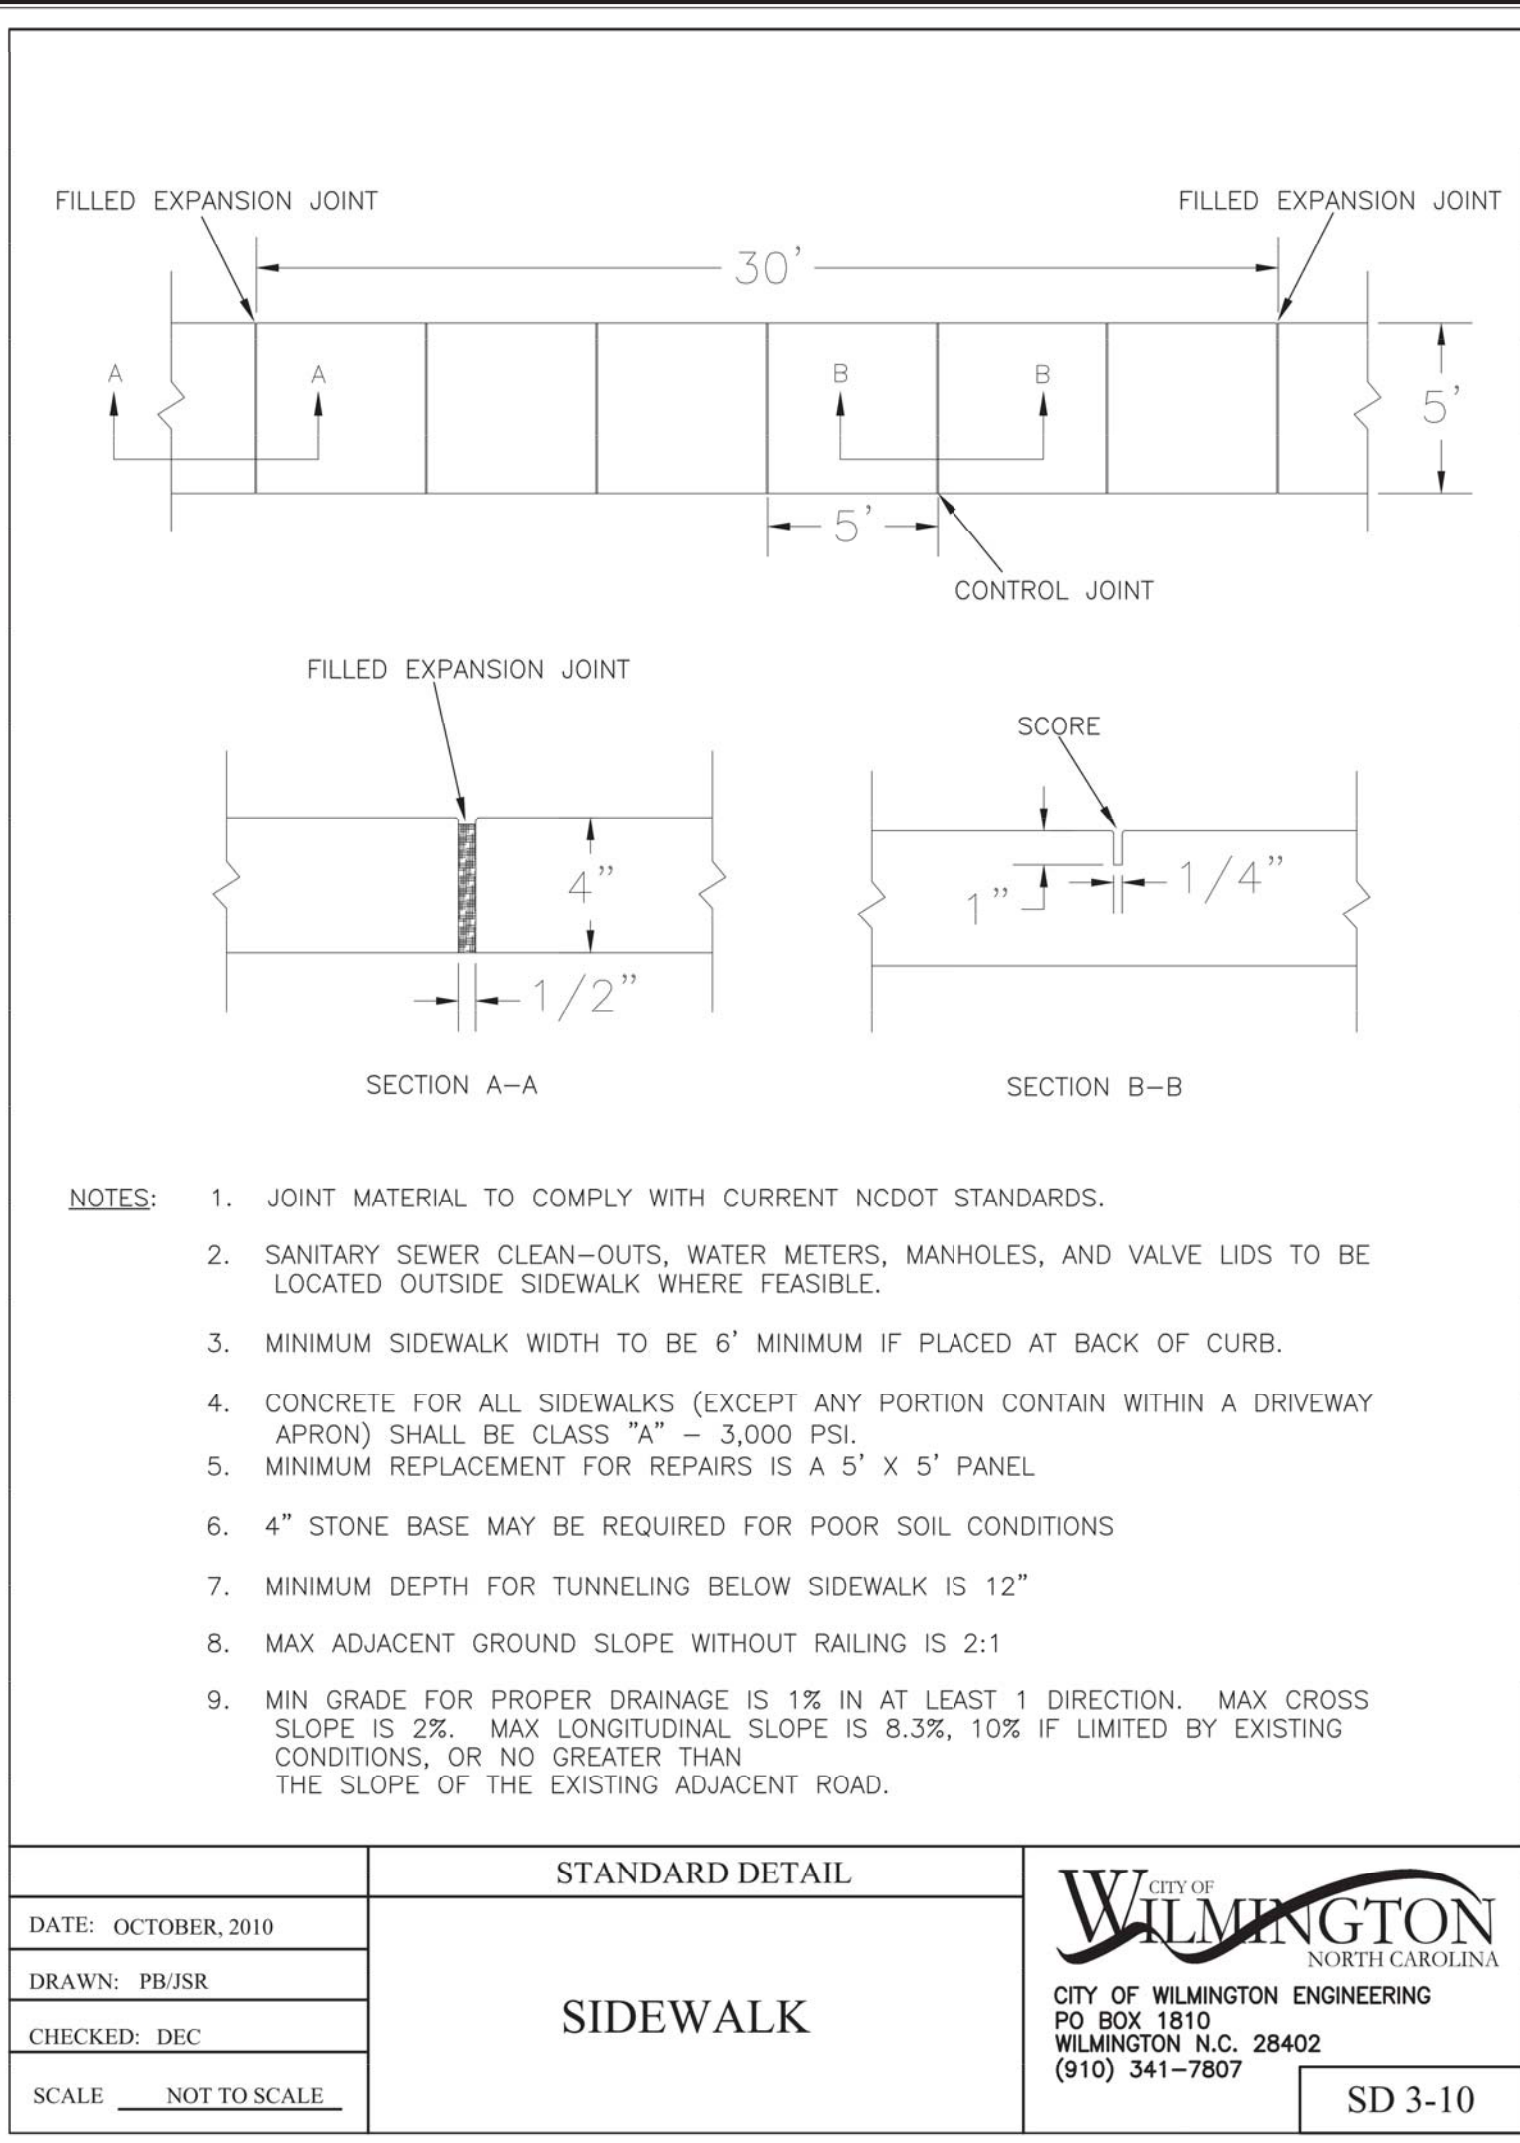 FILLED EXPANSION JOINT
FILLED EXPANSION JOINT
30'
A
A
B
B
5'
5'
CONTROL JOINT
FILLED EXPANSION JOINT
SCORE
4"
1"
1/4"
1/2"
SECTION A-A
SECTION B-B
NOTES: 1. JOINT MATERIAL TO COMPLY WITH CURRENT NCDOT STANDARDS.
2. SANITARY SEWER CLEAN-OUTS, WATER METERS, MANHOLES, AND VALVE LIDS TO BE
LOCATED OUTSIDE SIDEWALK WHERE FEASIBLE.
3. MINIMUM SIDEWALK WIDTH TO BE 6' MINIMUM IF PLACED AT BACK OF CURB.
4. CONCRETE FOR ALL SIDEWALKS (EXCEPT ANY PORTION CONTAIN WITHIN A DRIVEWAY
APRON) SHALL BE CLASS "A" – 3,000 PSI.
5. MINIMUM REPLACEMENT FOR REPAIRS IS A 5' X 5' PANEL
6. 4" STONE BASE MAY BE REQUIRED FOR POOR SOIL CONDITIONS
7. MINIMUM DEPTH FOR TUNNELING BELOW SIDEWALK IS 12"
8. MAX ADJACENT GROUND SLOPE WITHOUT RAILING IS 2:1
9. MIN GRADE FOR PROPER DRAINAGE IS 1% IN AT LEAST 1 DIRECTION. MAX CROSS
SLOPE IS 2%. MAX LONGITUDINAL SLOPE IS 8.3%, 10% IF LIMITED BY EXISTING
CONDITIONS, OR NO GREATER THAN
THE SLOPE OF THE EXISTING ADJACENT ROAD.
STANDARD DETAIL
DATE: OCTOBER, 2010
DRAWN: PB/JSR
CHECKED: DEC
SCALE NOT TO SCALE
SIDEWALK
CITY OF
WILMINGTON
NORTH CAROLINA
CITY OF WILMINGTON ENGINEERING
PO BOX 1810
WILMINGTON N.C. 28402
(910) 341-7807
SD 3-10